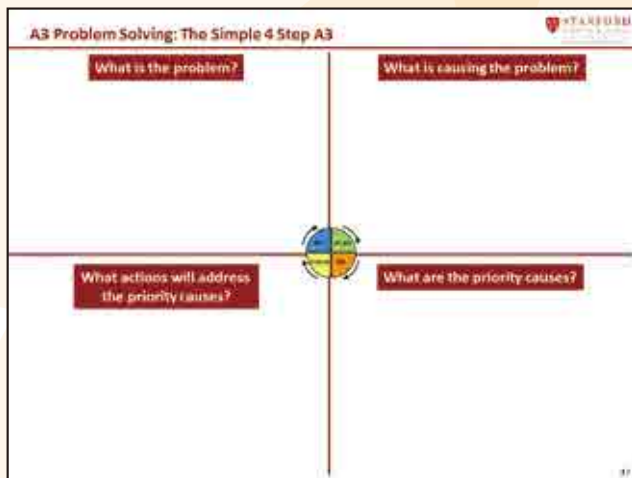 A3 Problem Solving: The Simple 4 Step A3
STANFORD
What is the problem?
What is causing the problem?
What actions will address
the priority causes?
What are the priority causes?